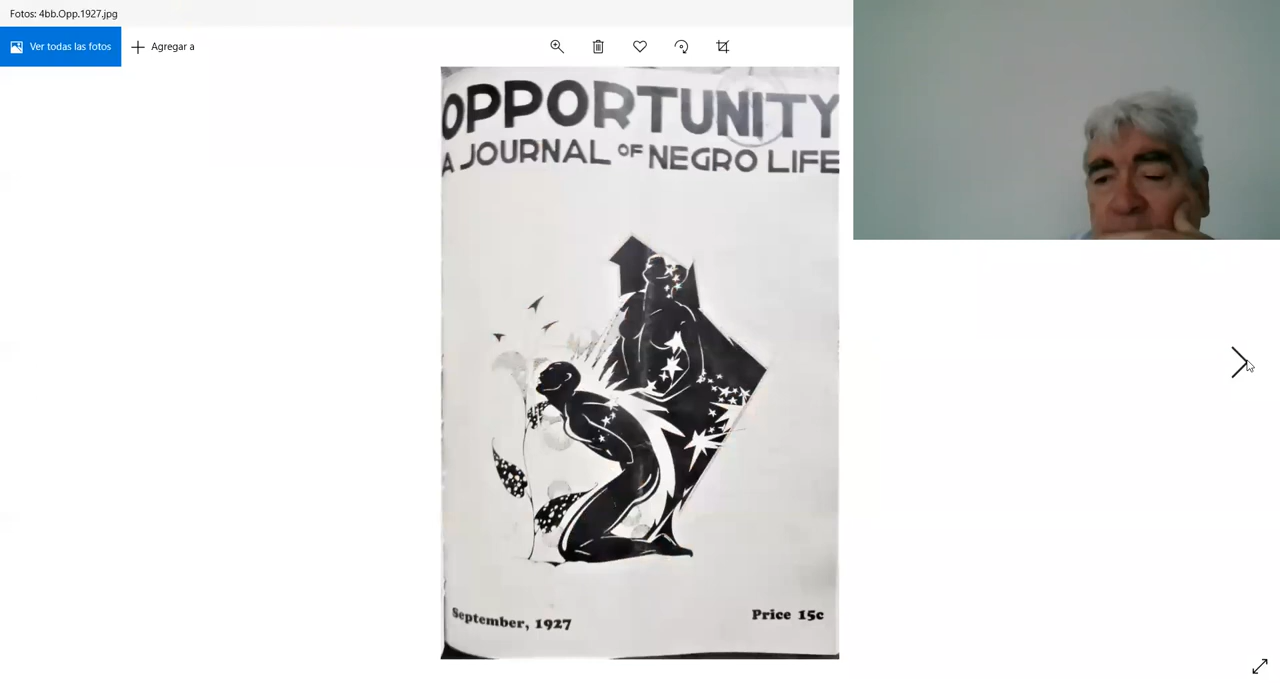 Fotos: 4bb.Opp.1927.jpg
Ver todas las fotos
Agregar a
OPPORTUNITY
A JOURNAL OF NEGRO LIFE
September, 1927
Price 15c